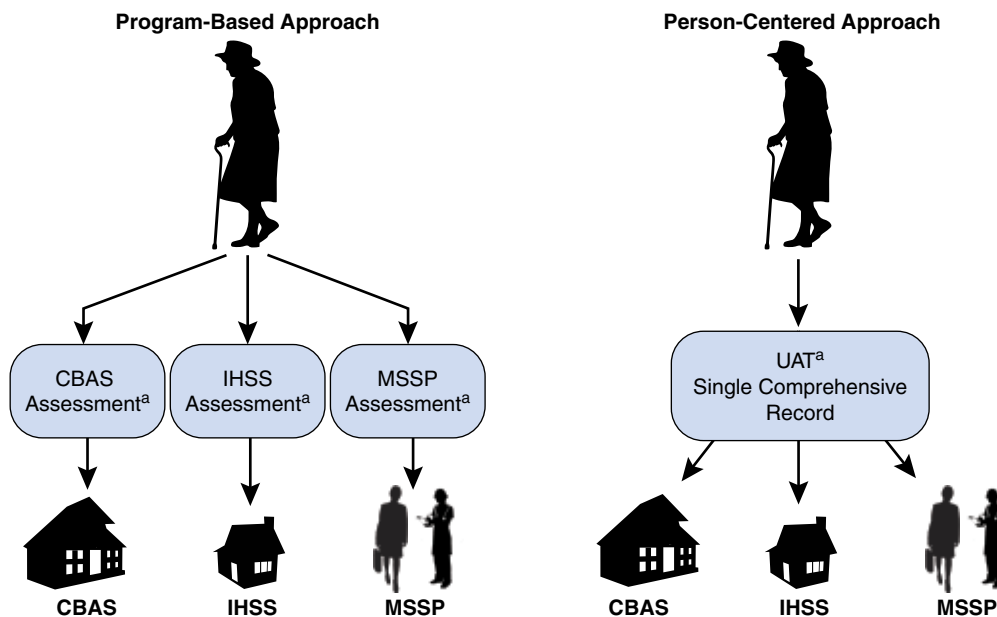 Program-Based Approach
Person-Centered Approach
CBAS
Assessmentᵃ
IHSS
Assessmentᵃ
MSSP
Assessmentᵃ
UATᵃ
Single Comprehensive
Record
CBAS
IHSS
MSSP
CBAS
IHSS
MSSP